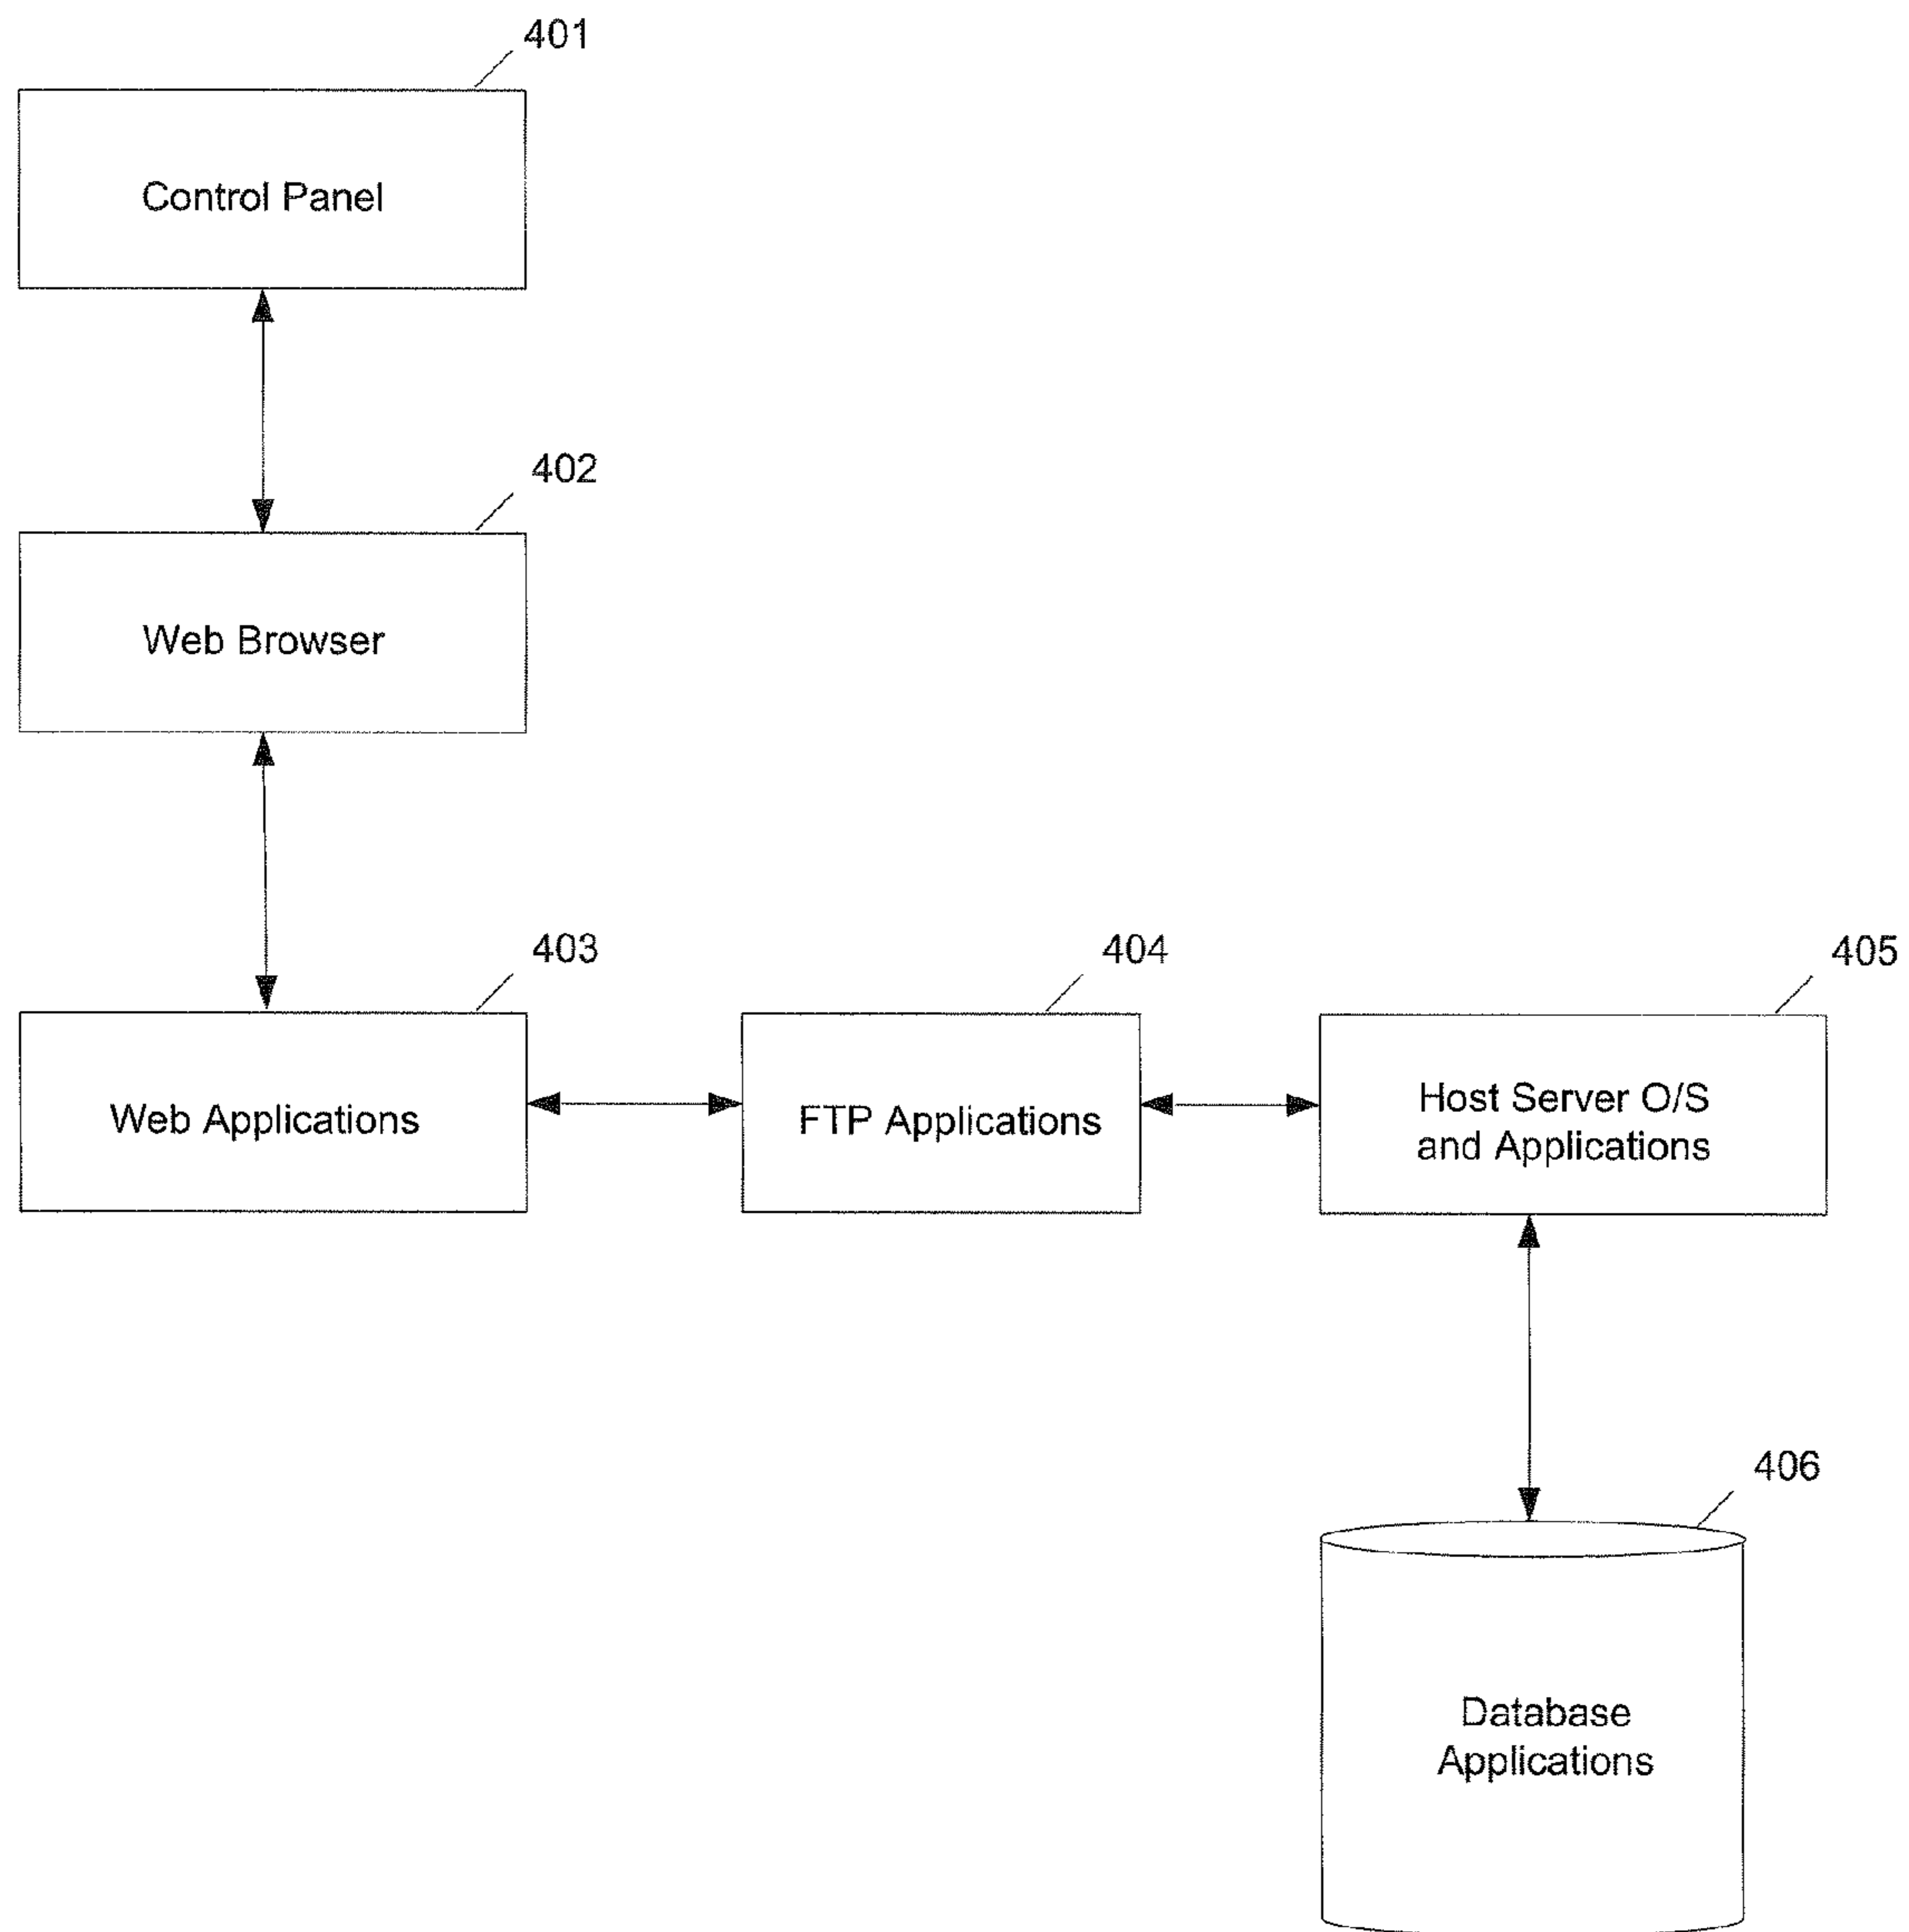 401
Control Panel
402
Web Browser
403
404
405
Web Applications
FTP Applications
Host Server O/S
and Applications
406
Database
Applications